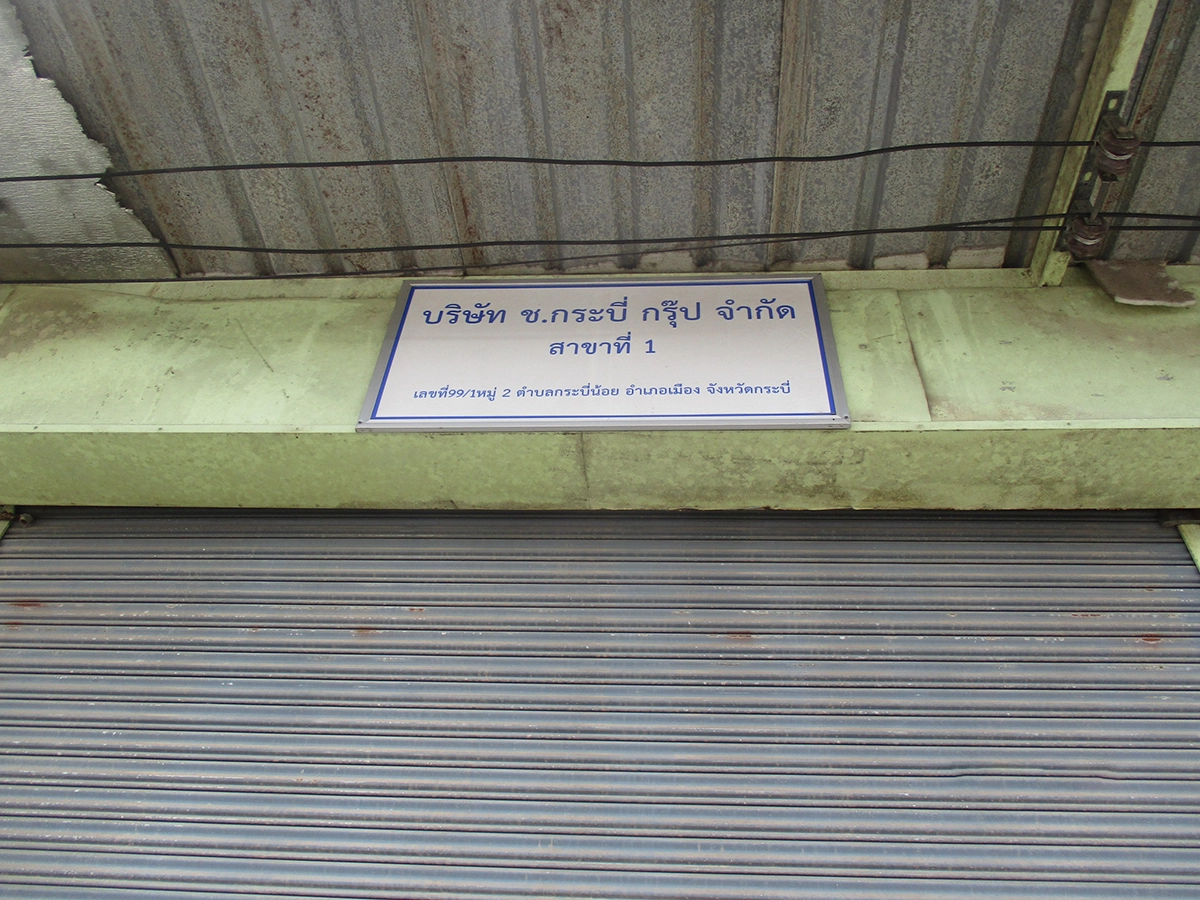 บริษัท ช.กระบี่ กรุ๊ป จำกัด
สาขาที่ 1
เลขที่99/1หมู่ 2 ตำบลกระบี่น้อย อำเภอเมือง จังหวัดกระบี่